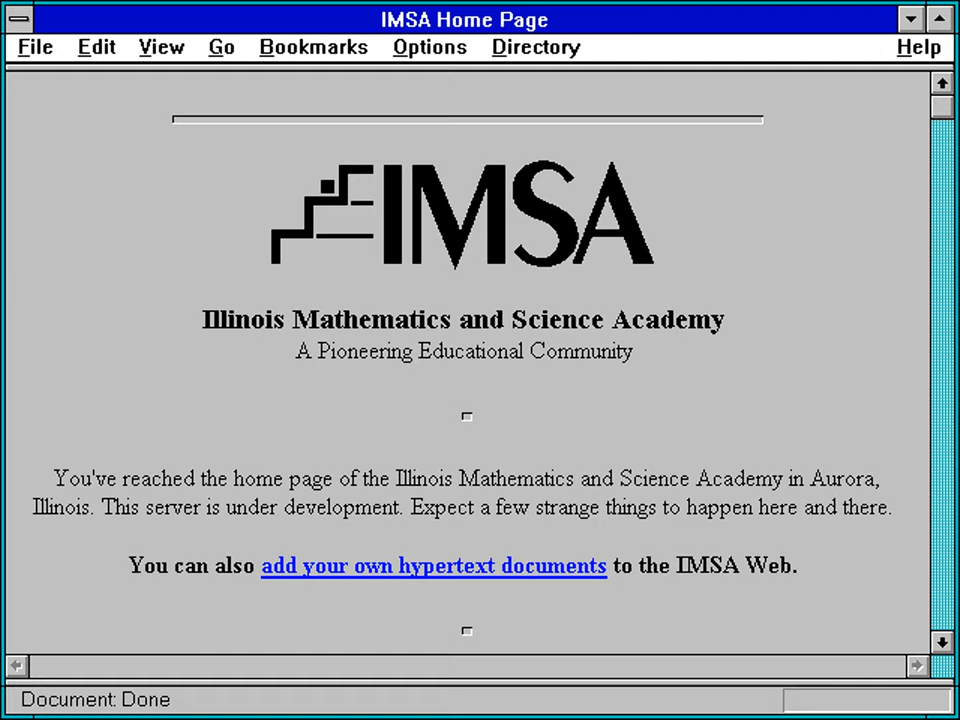 IMSA Home Page
File Edit View Go Bookmarks Options Directory Help
IMSA
Illinois Mathematics and Science Academy
A Pioneering Educational Community
You've reached the home page of the Illinois Mathematics and Science Academy in Aurora,
Illinois. This server is under development. Expect a few strange things to happen here and there.
You can also add your own hypertext documents to the IMSA Web.
Document: Done